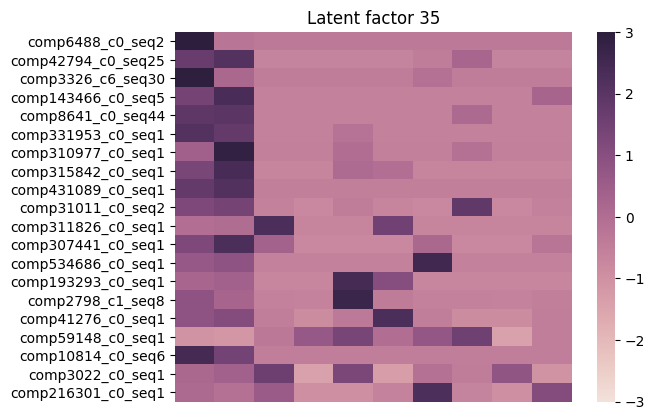 Latent factor 35
comp6488_c0_seq2
comp42794_c0_seq25
comp3326_c6_seq30
comp143466_c0_seq5
comp8641_c0_seq44
comp331953_c0_seq1
comp310977_c0_seq1
comp315842_c0_seq1
comp431089_c0_seq1
comp31011_c0_seq2
comp311826_c0_seq1
comp307441_c0_seq1
comp534686_c0_seq1
comp193293_c0_seq1
comp2798_c1_seq8
comp41276_c0_seq1
comp59148_c0_seq1
comp10814_c0_seq6
comp3022_c0_seq1
comp216301_c0_seq1
3
2
1
0
−1
−2
−3